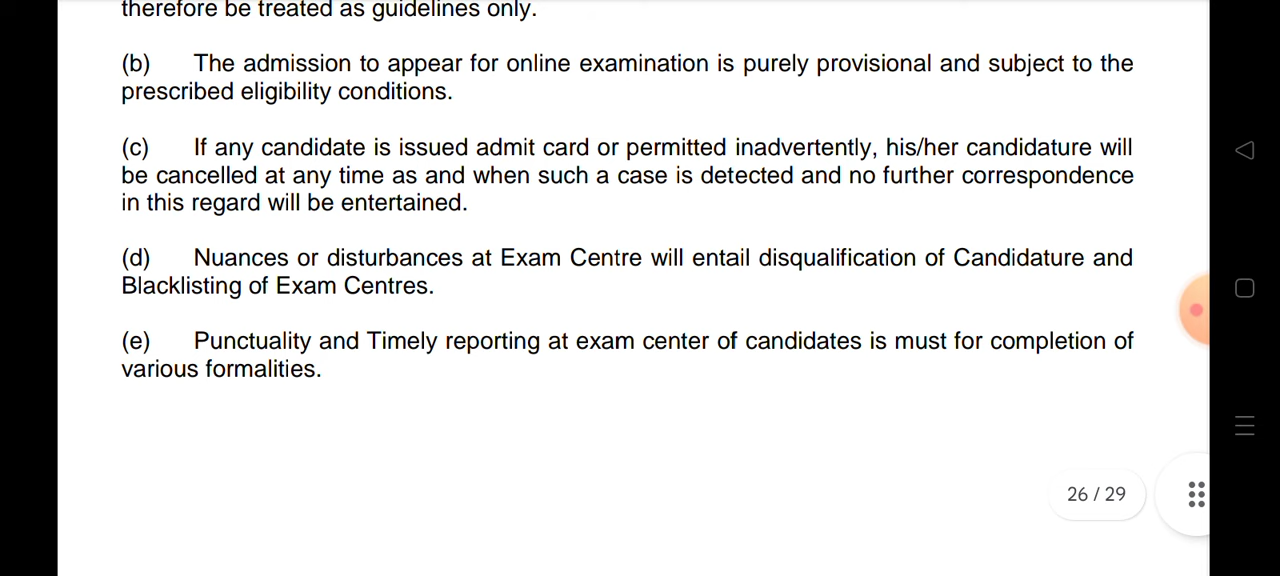 therefore be treated as guidelines only.
(b) The admission to appear for online examination is purely provisional and subject to the
prescribed eligibility conditions.
(c) If any candidate is issued admit card or permitted inadvertently, his/her candidature will
be cancelled at any time as and when such a case is detected and no further correspondence
in this regard will be entertained.
(d) Nuances or disturbances at Exam Centre will entail disqualification of Candidature and
Blacklisting of Exam Centres.
(e) Punctuality and Timely reporting at exam center of candidates is must for completion of
various formalities.
26 / 29